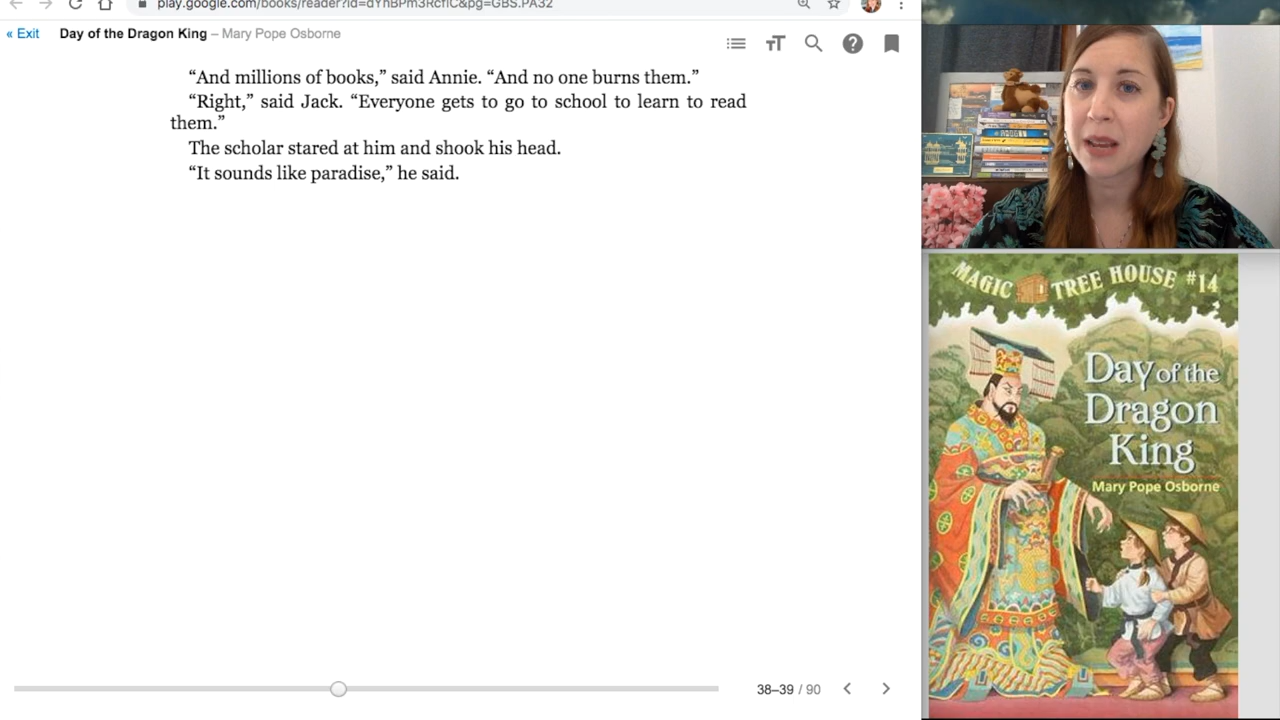 play.google.com/books/reader?id=dYnBPm3RcfIC&pg=GBS.PA32
« Exit Day of the Dragon King – Mary Pope Osborne
“And millions of books,” said Annie. “And no one burns them.”
“Right,” said Jack. “Everyone gets to go to school to learn to read
them.”
The scholar stared at him and shook his head.
“It sounds like paradise,” he said.
38–39 / 90
MAGIC TREE HOUSE #14
Day of the
Dragon
King
Mary Pope Osborne